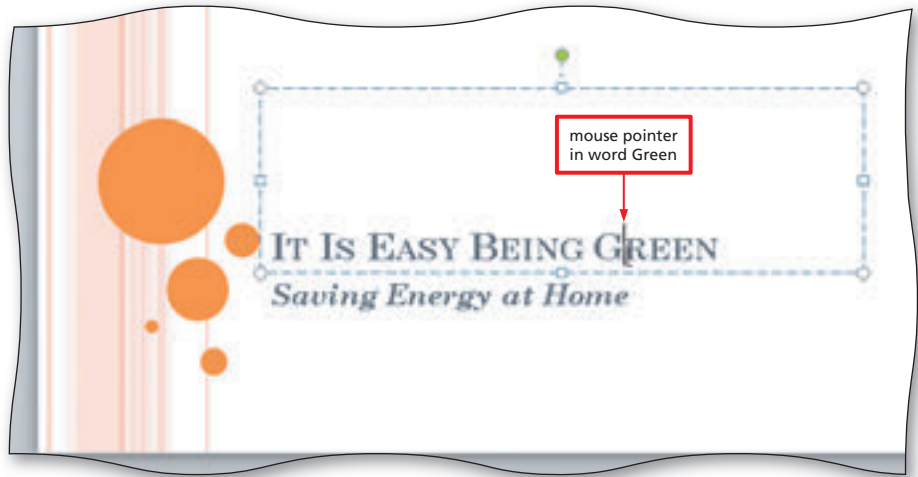 mouse pointer
in word Green
IT IS EASY BEING GREEN
Saving Energy at Home